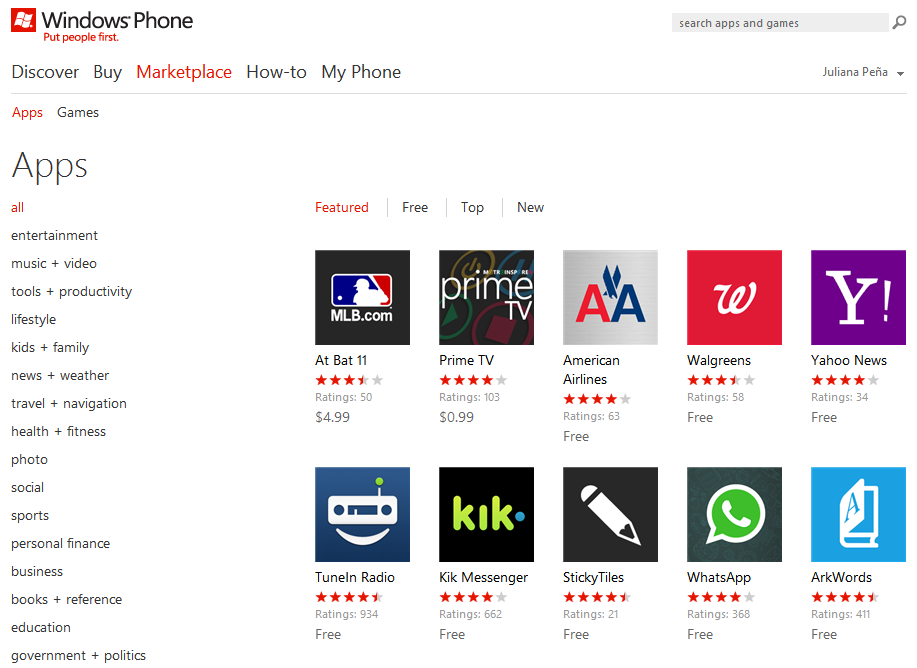 Windows Phone
Put people first.
search apps and games
Discover Buy Marketplace How-to My Phone
Juliana Peña
Apps Games
Apps
all
entertainment
music + video
tools + productivity
lifestyle
kids + family
news + weather
travel + navigation
health + fitness
photo
social
sports
personal finance
business
books + reference
education
government + politics
Featured Free Top New
MLB.com
At Bat 11
Ratings: 50
$4.99
prime
TV
Prime TV
Ratings: 103
$0.99
AA
American
Airlines
Ratings: 63
Free
W
Walgreens
Ratings: 58
Free
Y!
Yahoo News
Ratings: 34
Free
TuneIn Radio
Ratings: 934
Free
kik
Kik Messenger
Ratings: 662
Free
StickyTiles
Ratings: 21
Free
WhatsApp
Ratings: 368
Free
A
ArkWords
Ratings: 411
Free